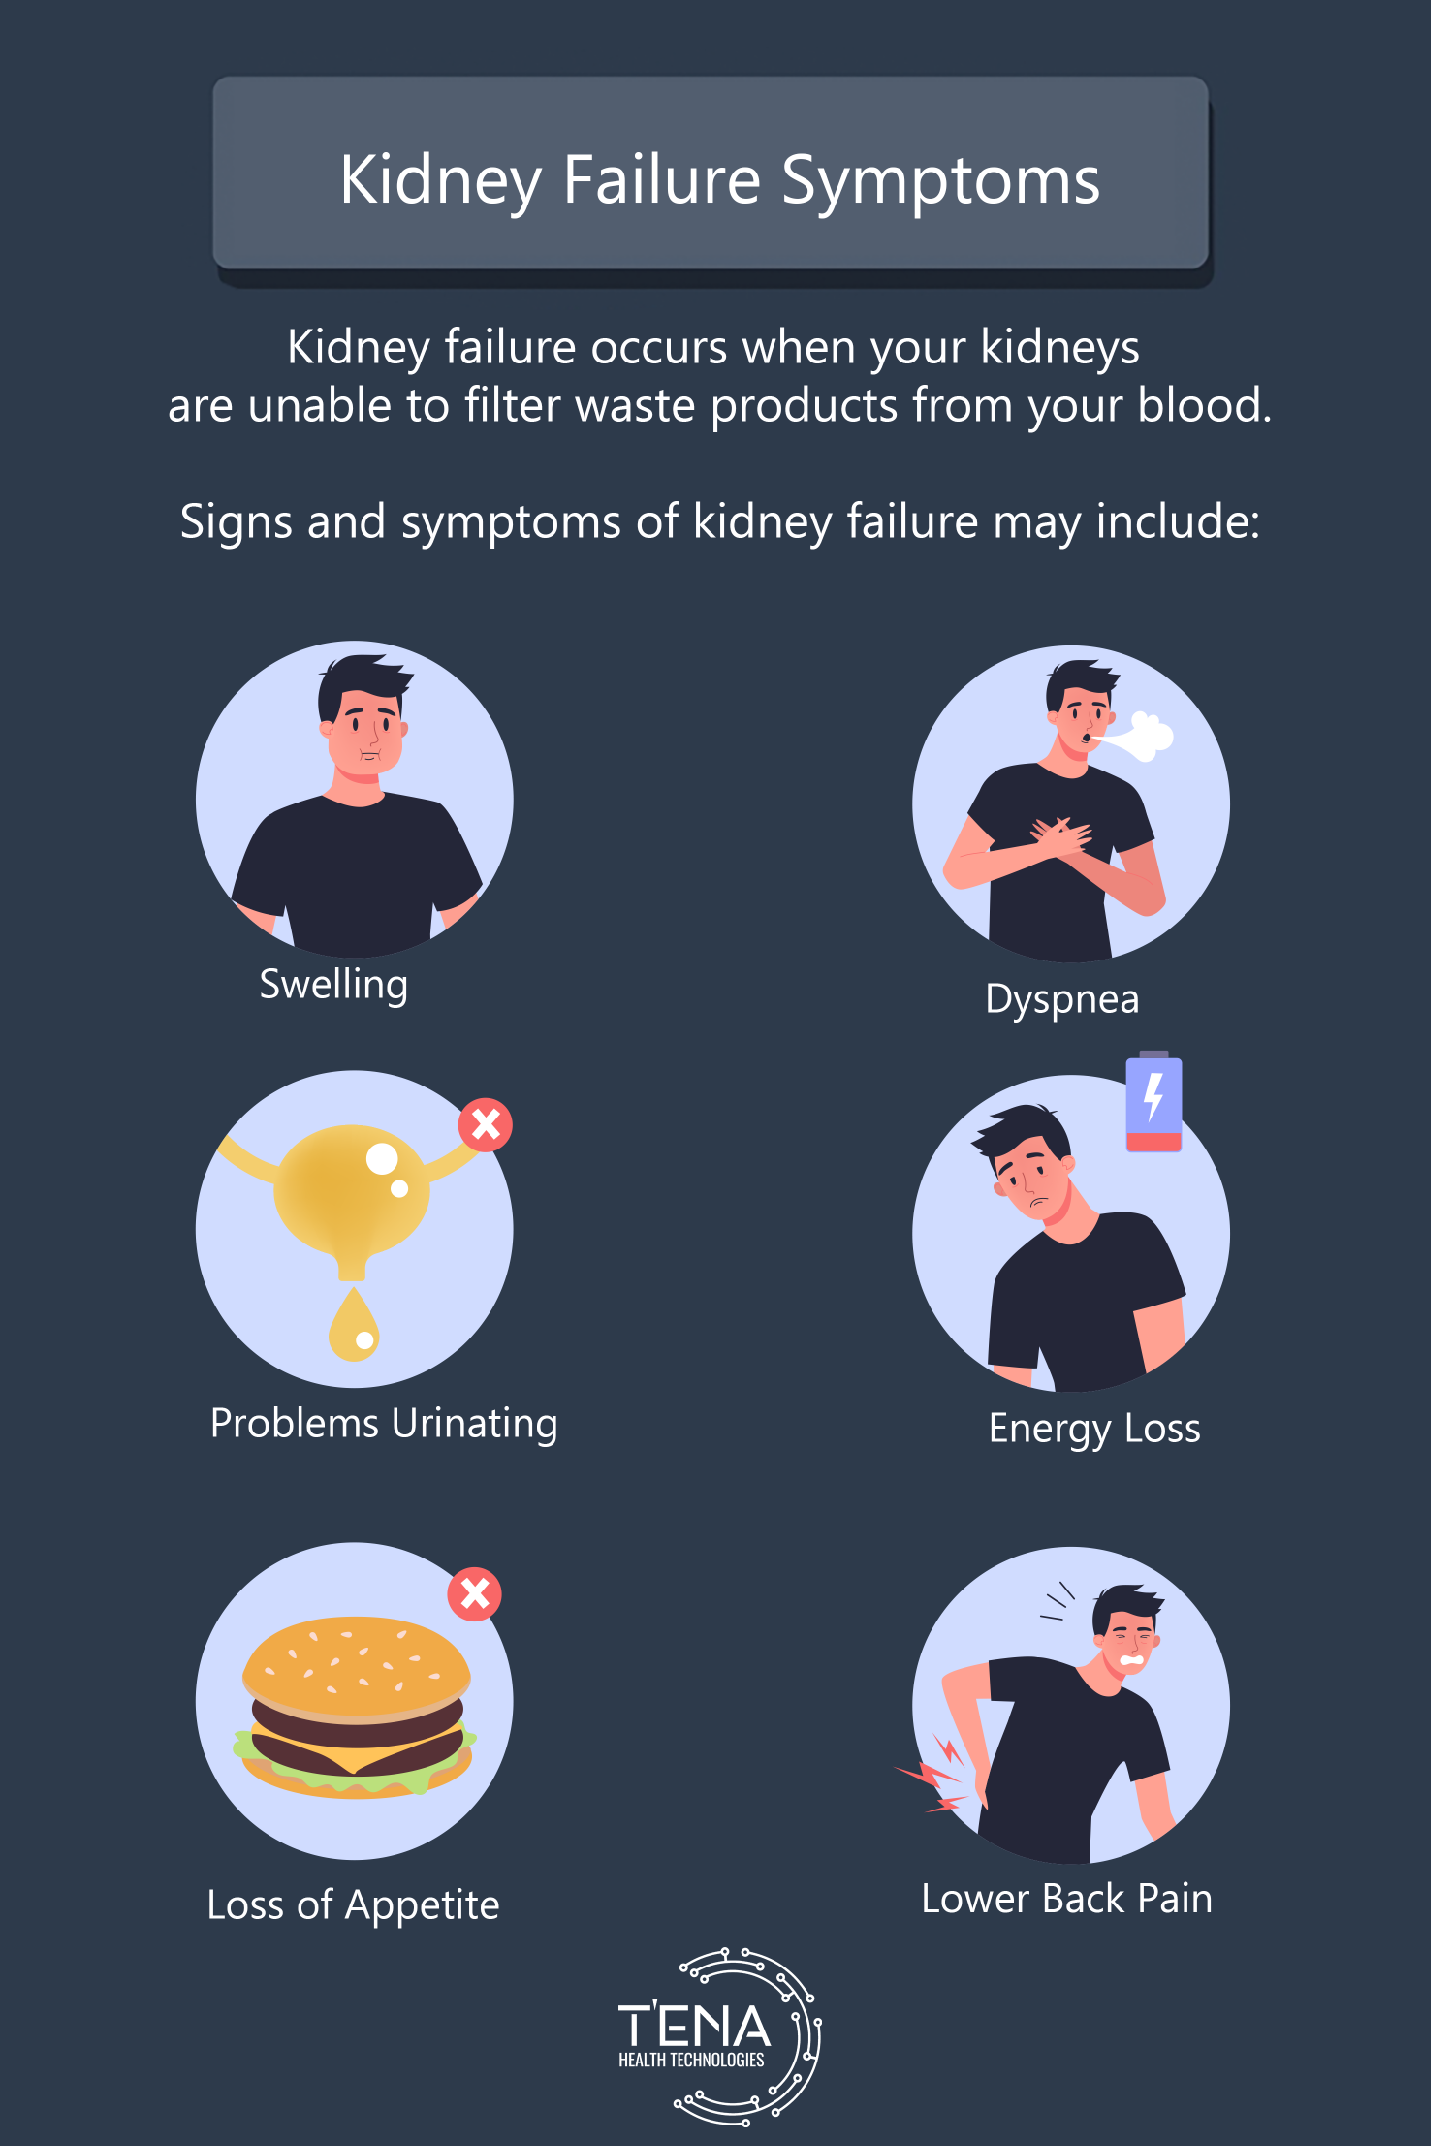 Kidney Failure Symptoms
Kidney failure occurs when your kidneys
are unable to filter waste products from your blood.
Signs and symptoms of kidney failure may include:
Swelling
Dyspnea
Problems Urinating
Energy Loss
Loss of Appetite
Lower Back Pain
T'ENA
HEALTH TECHNOLOGIES